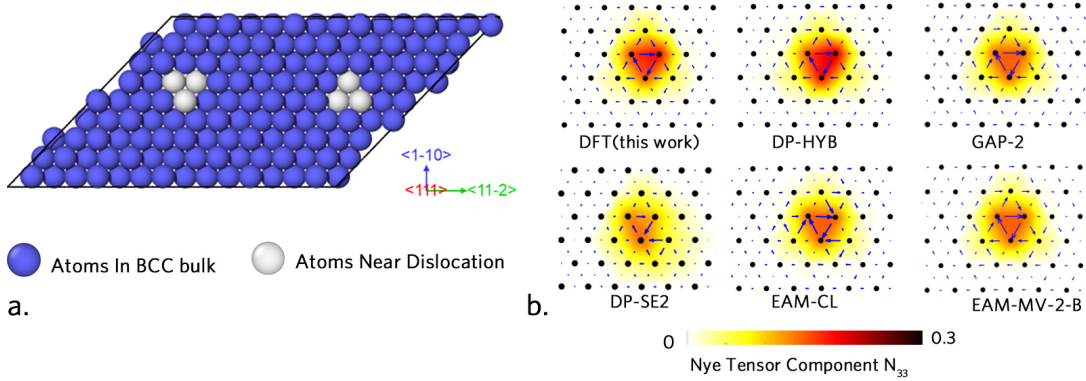 <1-10>
<111>
<11-2>
Atoms In BCC bulk
Atoms Near Dislocation
a.
DFT(this work)
DP-HYB
GAP-2
DP-SE2
EAM-CL
EAM-MV-2-B
b.
0
0.3
Nye Tensor Component N₃₃